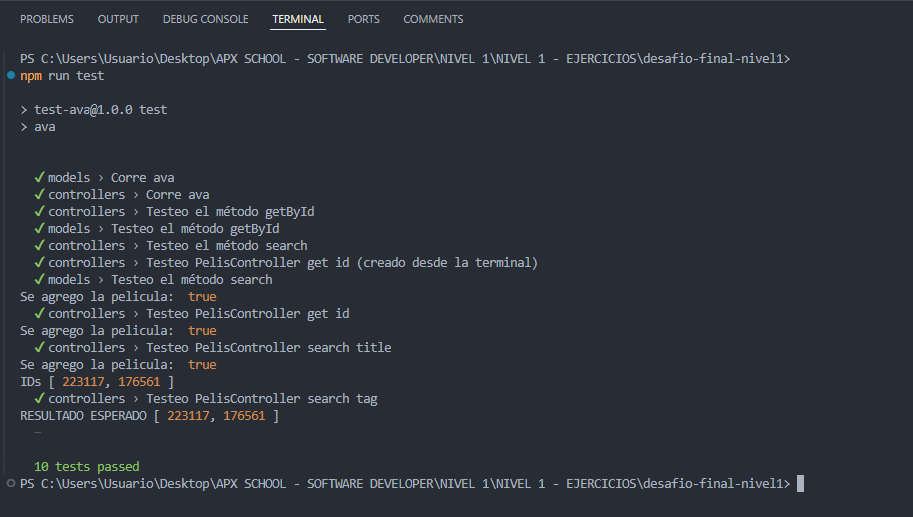 PROBLEMS OUTPUT DEBUG CONSOLE TERMINAL PORTS COMMENTS
PS C:\Users\Usuario\Desktop\APX SCHOOL - SOFTWARE DEVELOPER\NIVEL 1\NIVEL 1 - EJERCICIOS\desafio-final-nivel1>
npm run test
> test-ava@1.0.0 test
> ava
✔ models › Corre ava
✔ controllers › Corre ava
✔ controllers › Testeo el método getById
✔ models › Testeo el método getById
✔ controllers › Testeo el método search
✔ controllers › Testeo PelisController get id (creado desde la terminal)
✔ models › Testeo el método search
Se agrego la pelicula:  true
✔ controllers › Testeo PelisController get id
Se agrego la pelicula:  true
✔ controllers › Testeo PelisController search title
Se agrego la pelicula:  true
IDs [ 223117, 176561 ]
✔ controllers › Testeo PelisController search tag
RESULTADO ESPERADO [ 223117, 176561 ]
─
10 tests passed
PS C:\Users\Usuario\Desktop\APX SCHOOL - SOFTWARE DEVELOPER\NIVEL 1\NIVEL 1 - EJERCICIOS\desafio-final-nivel1>